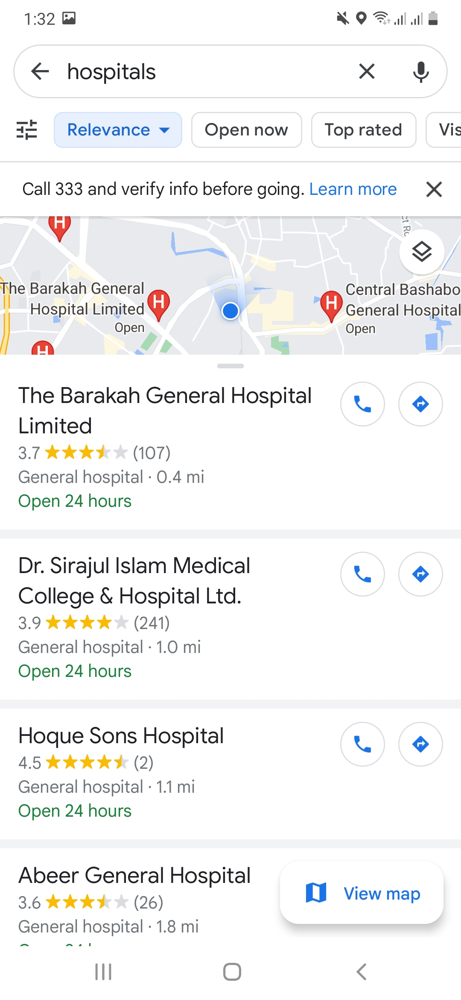 1:32
hospitals
Relevance
Open now
Top rated
Vis
Call 333 and verify info before going. Learn more
H
ct Ro
The Barakah General
Hospital Limited
Open
H
H
Central Bashabo
General Hospital
Open
H
The Barakah General Hospital
Limited
3.7 (107)
General hospital · 0.4 mi
Open 24 hours
Dr. Sirajul Islam Medical
College & Hospital Ltd.
3.9 (241)
General hospital · 1.0 mi
Open 24 hours
Hoque Sons Hospital
4.5 (2)
General hospital · 1.1 mi
Open 24 hours
Abeer General Hospital
3.6 (26)
General hospital · 1.8 mi
View map